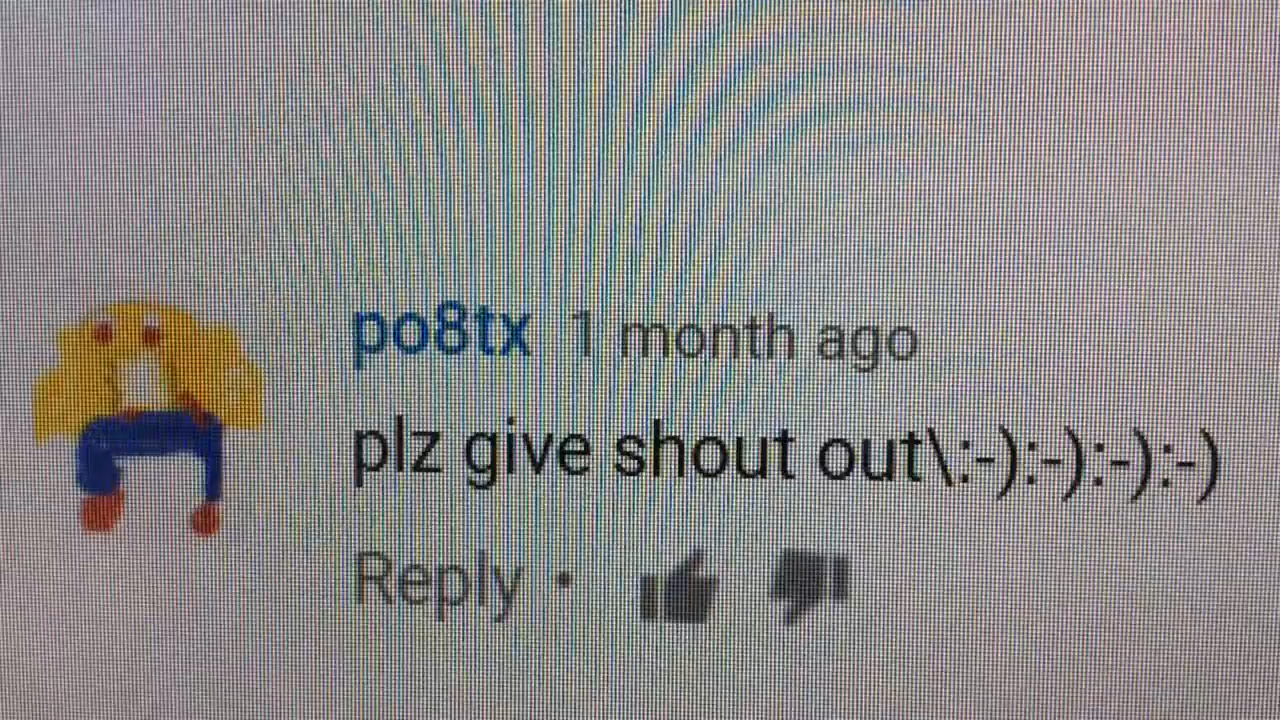 po8tx 1 month ago
plz give shout out\:-):-):-):-)
Reply •